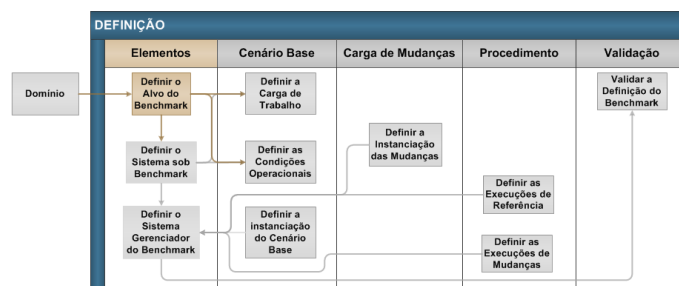 DEFINIÇÃO
Elementos
Cenário Base
Carga de Mudanças
Procedimento
Validação
Domínio
Definir o
Alvo do
Benchmark
Definir a
Carga de
Trabalho
Validar a
Definição do
Benchmark
Definir o
Sistema sob
Benchmark
Definir as
Condições
Operacionais
Definir a
Instanciação
das Mudanças
Definir as
Execuções de
Referência
Definir o
Sistema
Gerenciador
do Benchmark
Definir a
instanciação
do Cenário
Base
Definir as
Execuções de
Mudanças